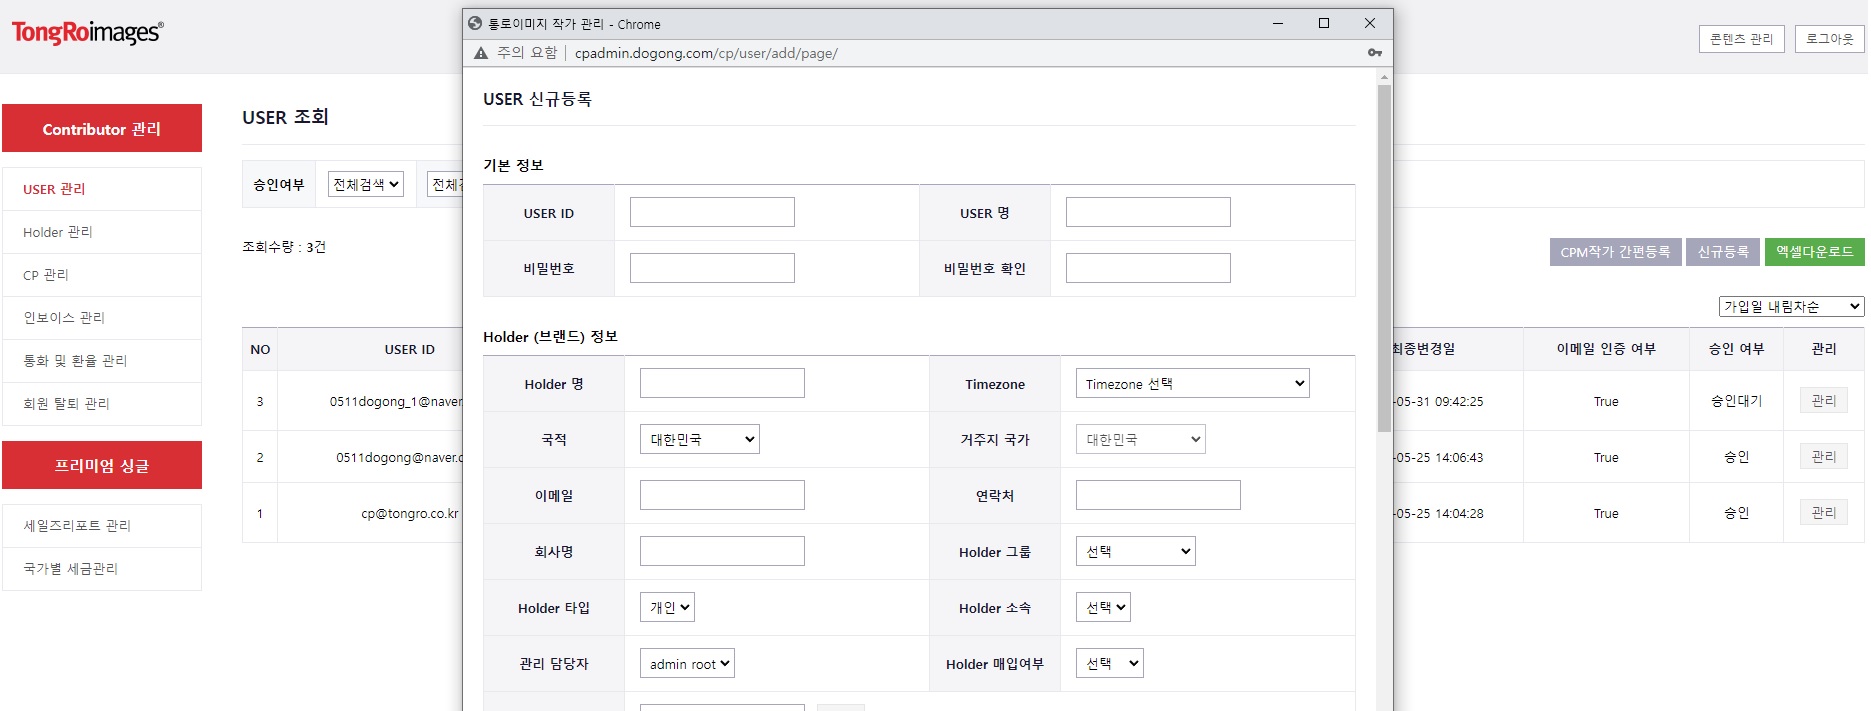 TongRoimages®
콘텐츠 관리
로그아웃
Contributor 관리
USER 관리
Holder 관리
CP 관리
인보이스 관리
통화 및 환율 관리
회원 탈퇴 관리
프리미엄 싱글
세일즈리포트 관리
국가별 세금관리
USER 조회
승인여부 전체검색 전체
조회수량 : 3건
CPM작가 간편등록 신규등록 엑셀다운로드
가입일 내림차순
NO USER ID 최종변경일 이메일 인증 여부 승인 여부 관리
3 0511dogong_1@naver. -05-31 09:42:25 True 승인대기 관리
2 0511dogong@naver. -05-25 14:06:43 True 승인 관리
1 cp@tongro.co.kr -05-25 14:04:28 True 승인 관리
통로이미지 작가 관리 - Chrome
주의 요함 cpadmin.dogong.com/cp/user/add/page/
USER 신규등록
기본 정보
USER ID USER 명
비밀번호 비밀번호 확인
Holder (브랜드) 정보
Holder 명 Timezone Timezone 선택
국적 대한민국 거주지 국가 대한민국
이메일 연락처
회사명 Holder 그룹 선택
Holder 타입 개인 Holder 소속 선택
관리 담당자 admin root Holder 매입여부 선택